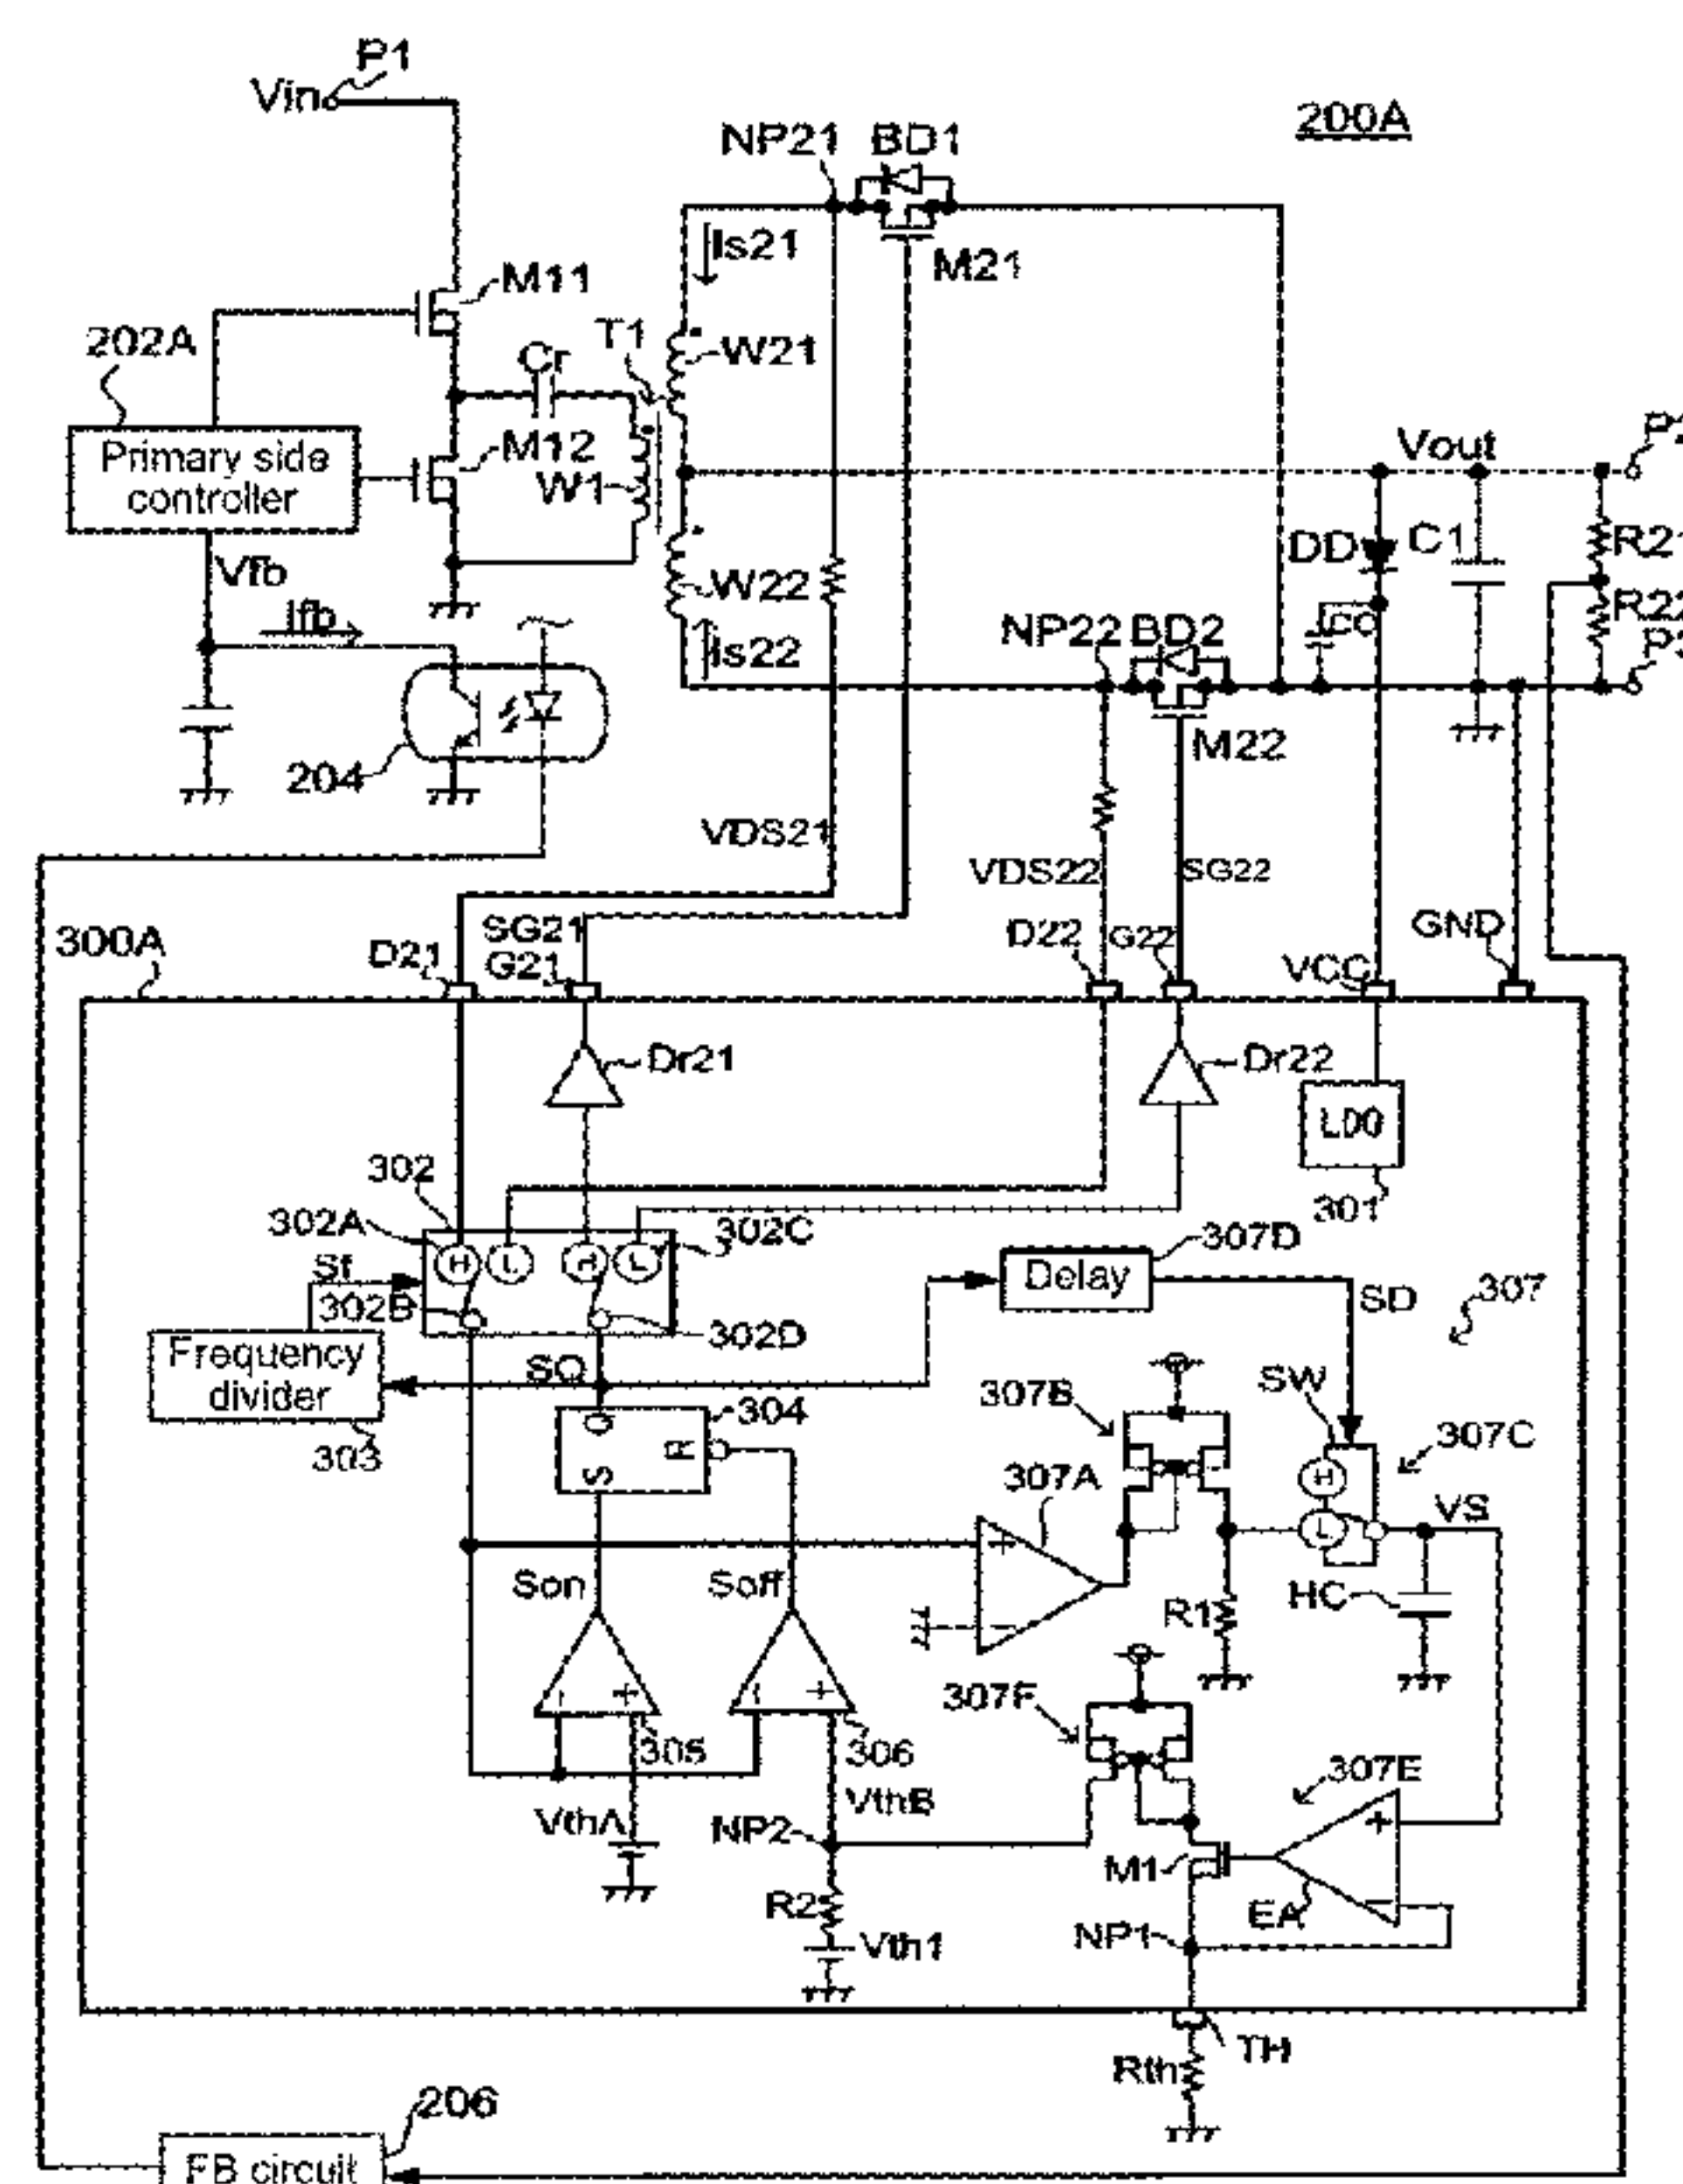 P1
Vin
200A
NP21
BD1
Is21
M21
M11
202A
Cr
T1
W21
Primary side
controller
M12
W1
Vout
Vfb
W22
DD
C1
Ifb
NP22
BD2
Is22
M22
204
VDS21
VDS22
SG22
300A
D21
SG21
G21
D22
G22
VCC
GND
Dr21
Dr22
LDO
301
302
302A
H
L
H
L
302C
Sf
302B
302D
307D
Delay
SD
307
Frequency
divider
303
SQ
304
Q
R
S
307B
SW
307C
H
L
VS
307A
+
−
Son
Soff
R1
HC
−
+
305
−
+
306
307F
VthA
NP2
VthB
307E
+
−
M1
EA
R2
Vth1
NP1
TH
Rth
206
FB circuit